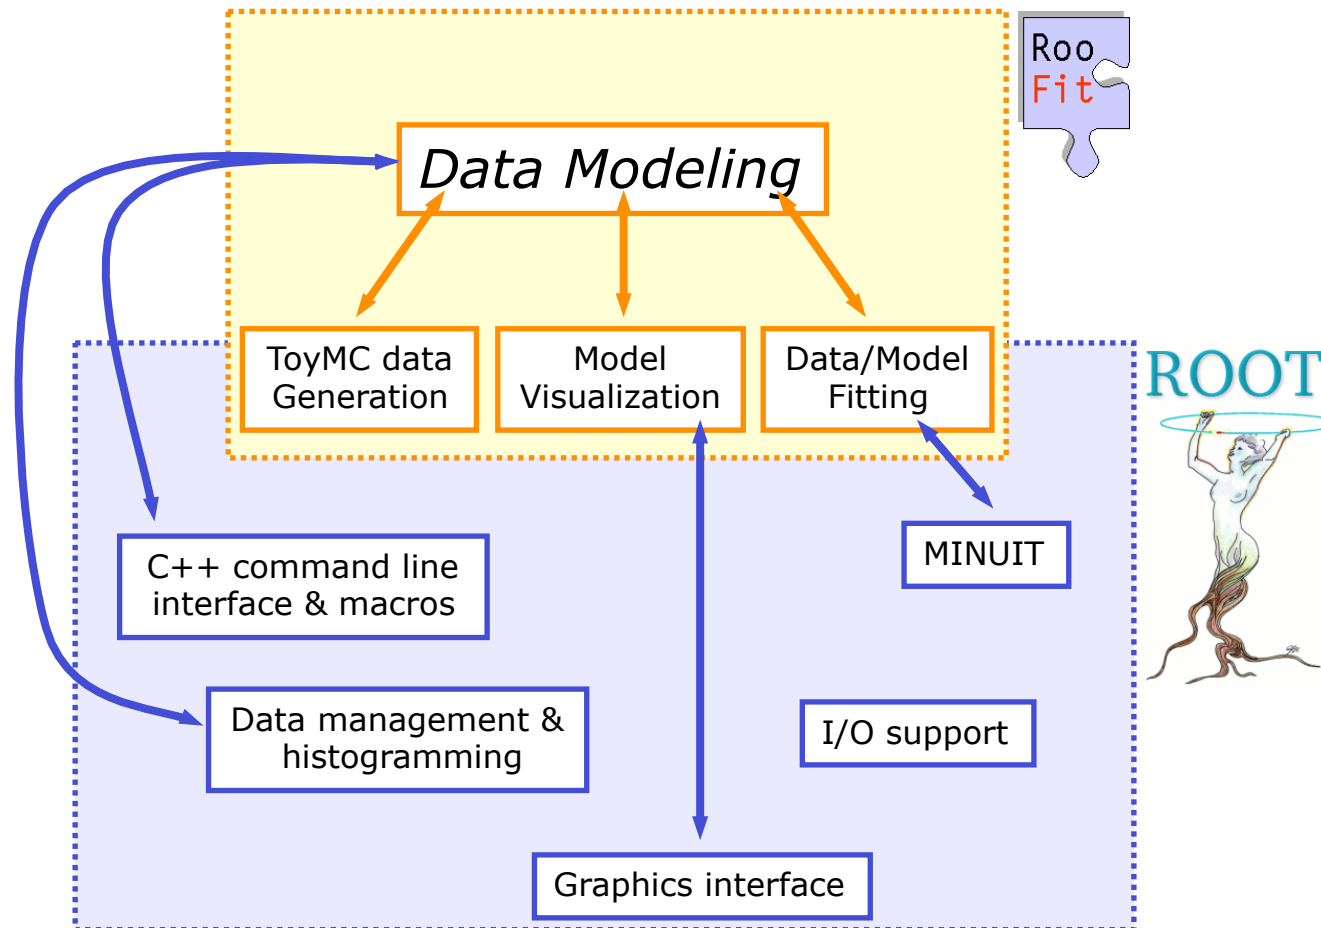 Roo
Fit
Data Modeling
ToyMC data
Generation
Model
Visualization
Data/Model
Fitting
ROOT
C++ command line
interface & macros
MINUIT
Data management &
histogramming
I/O support
Graphics interface